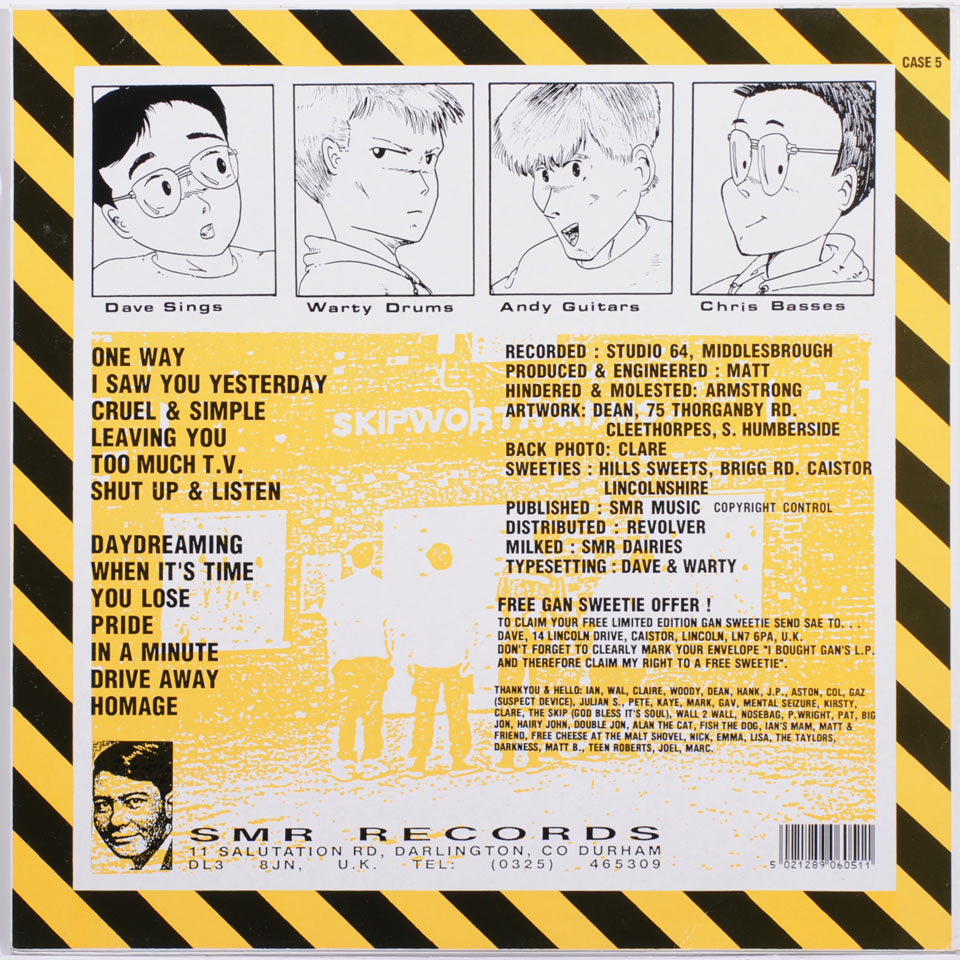 CASE 5
Dave Sings
Warty Drums
Andy Guitars
Chris Basses
ONE WAY
I SAW YOU YESTERDAY
CRUEL & SIMPLE
LEAVING YOU
TOO MUCH T.V.
SHUT UP & LISTEN
DAYDREAMING
WHEN IT'S TIME
YOU LOSE
PRIDE
IN A MINUTE
DRIVE AWAY
HOMAGE
SKIPWORTH
RECORDED : STUDIO 64, MIDDLESBROUGH
PRODUCED & ENGINEERED : MATT
HINDERED & MOLESTED: ARMSTRONG
ARTWORK: DEAN, 75 THORGANBY RD.
CLEETHORPES, S. HUMBERSIDE
BACK PHOTO: CLARE
SWEETIES : HILLS SWEETS, BRIGG RD. CAISTOR
LINCOLNSHIRE
PUBLISHED : SMR MUSIC COPYRIGHT CONTROL
DISTRIBUTED : REVOLVER
MILKED : SMR DAIRIES
TYPESETTING : DAVE & WARTY
FREE GAN SWEETIE OFFER !
TO CLAIM YOUR FREE LIMITED EDITION GAN SWEETIE SEND SAE TO. . .
DAVE, 14 LINCOLN DRIVE, CAISTOR, LINCOLN, LN7 6PA, U.K.
DON'T FORGET TO CLEARLY MARK YOUR ENVELOPE "I BOUGHT GAN'S L.P.
AND THEREFORE CLAIM MY RIGHT TO A FREE SWEETIE".
THANKYOU & HELLO: IAN, WAL, CLAIRE, WOODY, DEAN, HANK, J.P., ASTON, COL, GAZ
(SUSPECT DEVICE), JULIAN S., PETE, KAYE, MARK, GAV, MENTAL SEIZURE, KIRSTY,
CLARE, THE SKIP (GOD BLESS IT'S SOUL), WALL 2 WALL, NOSEBAG, P.WRIGHT, PAT, BIG
JON, HAIRY JOHN, DOUBLE JON, ALAN THE CAT, FISH THE DOG, IAN'S MAM, MATT &
FRIEND, FREE CHEESE AT THE MALT SHOVEL, NICK, EMMA, LISA, THE TAYLORS,
DARKNESS, MATT B., TEEN ROBERTS, JOEL, MARC.
SMR RECORDS
11 SALUTATION RD, DARLINGTON, CO DURHAM
DL3 8JN, U.K. TEL: (0325) 465309
5 021289 060511